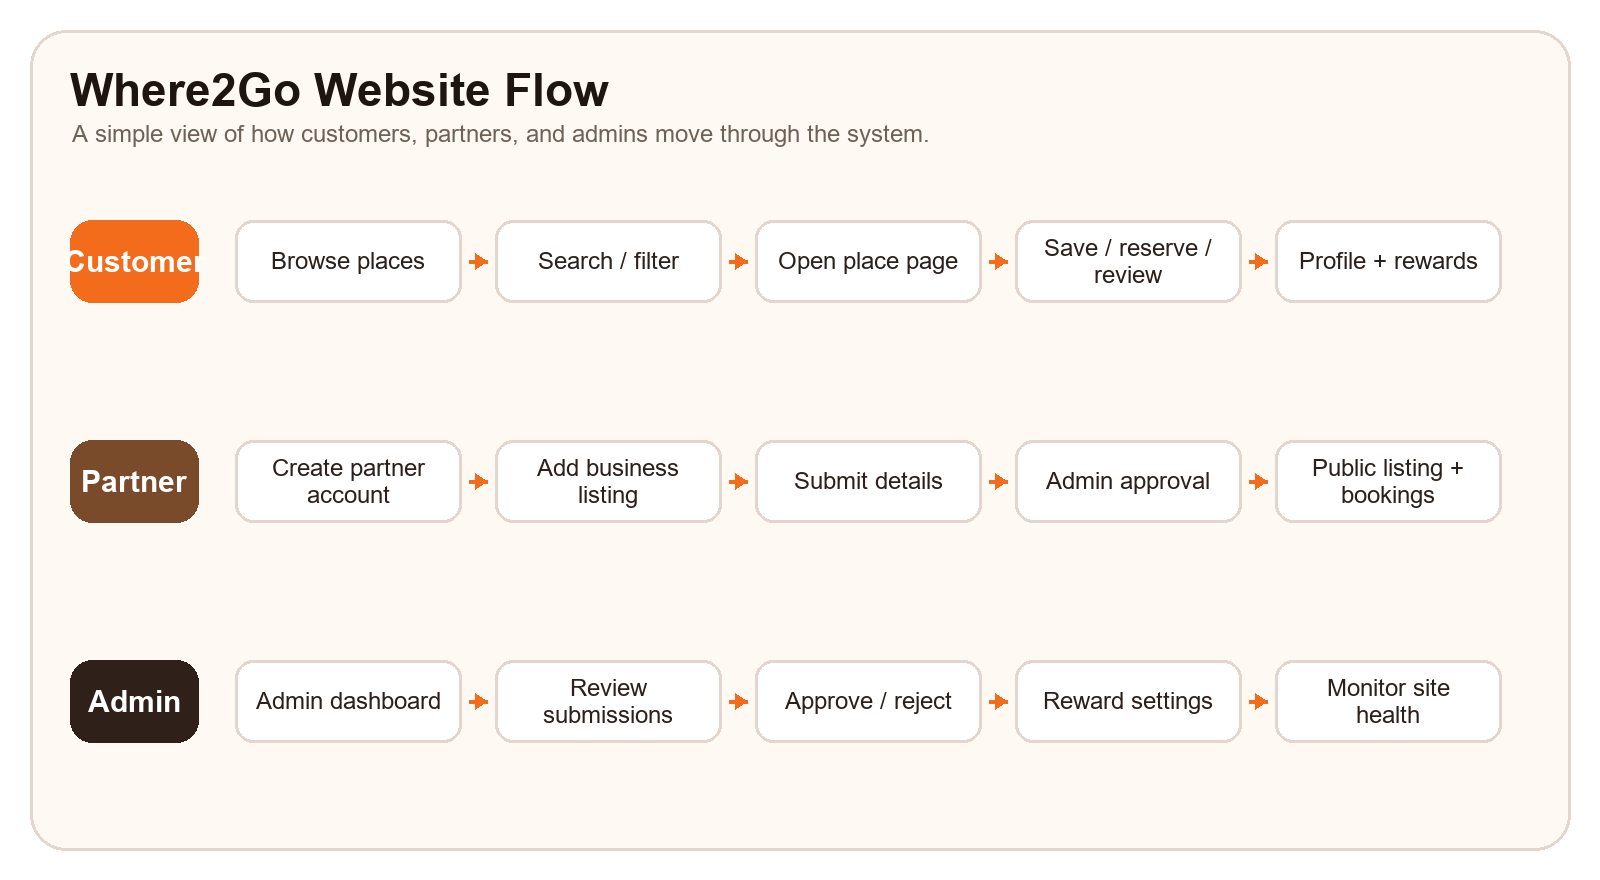 Where2Go Website Flow
A simple view of how customers, partners, and admins move through the system.
Customer
Browse places
Search / filter
Open place page
Save / reserve /
review
Profile + rewards
Partner
Create partner
account
Add business
listing
Submit details
Admin approval
Public listing +
bookings
Admin
Admin dashboard
Review
submissions
Approve / reject
Reward settings
Monitor site
health